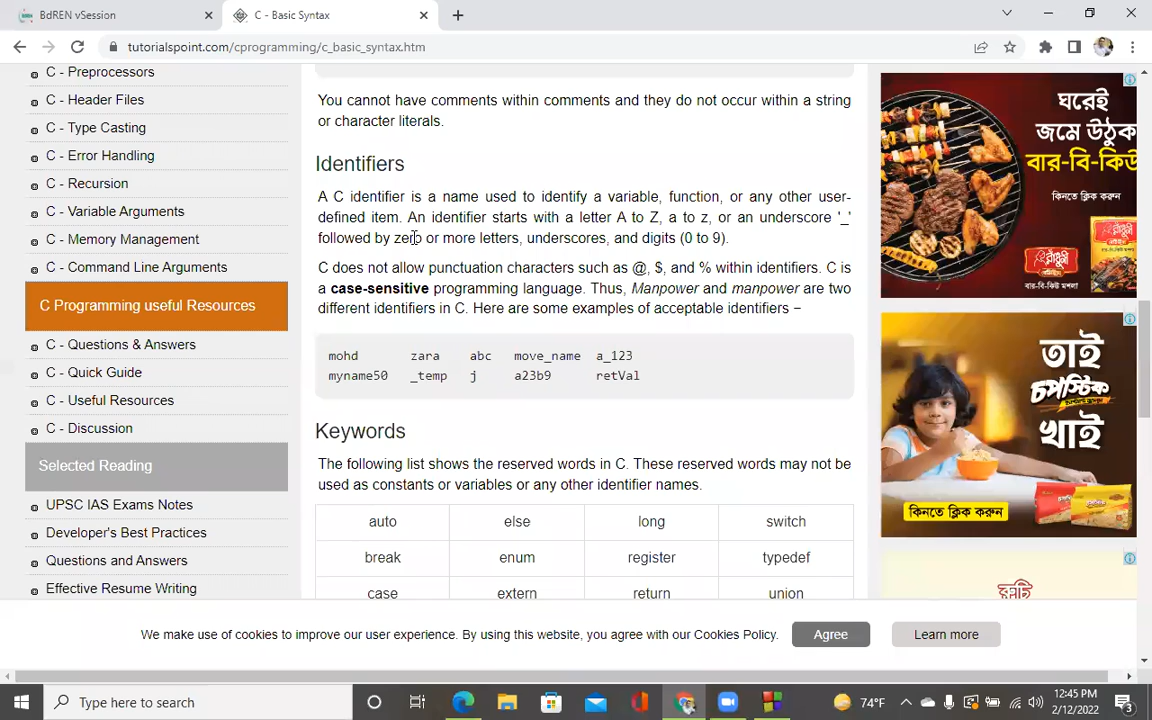 BdREN vSession
C - Basic Syntax
tutorialspoint.com/cprogramming/c_basic_syntax.htm
C - Preprocessors
C - Header Files
C - Type Casting
C - Error Handling
C - Recursion
C - Variable Arguments
C - Memory Management
C - Command Line Arguments
C Programming useful Resources
C - Questions & Answers
C - Quick Guide
C - Useful Resources
C - Discussion
Selected Reading
UPSC IAS Exams Notes
Developer's Best Practices
Questions and Answers
Effective Resume Writing
You cannot have comments within comments and they do not occur within a string
or character literals.
Identifiers
A C identifier is a name used to identify a variable, function, or any other user-
defined item. An identifier starts with a letter A to Z, a to z, or an underscore '_'
followed by zero or more letters, underscores, and digits (0 to 9).
C does not allow punctuation characters such as @, $, and % within identifiers. C is
a case-sensitive programming language. Thus, Manpower and manpower are two
different identifiers in C. Here are some examples of acceptable identifiers −
mohd zara abc move_name a_123
myname50 _temp j a23b9 retVal
Keywords
The following list shows the reserved words in C. These reserved words may not be
used as constants or variables or any other identifier names.
auto else long switch
break enum register typedef
case extern return union
ঘরেই
জমে উঠুক
বার-বি-কিউ
কিনতে ক্লিক করুন
রাঁধুনী
বার-বি-কিউ মশলা
তাই
চপস্টিক
খাই
কিনতে ক্লিক করুন
We make use of cookies to improve our user experience. By using this website, you agree with our Cookies Policy.
Agree
Learn more
Type here to search
74°F
12:45 PM
2/12/2022
3